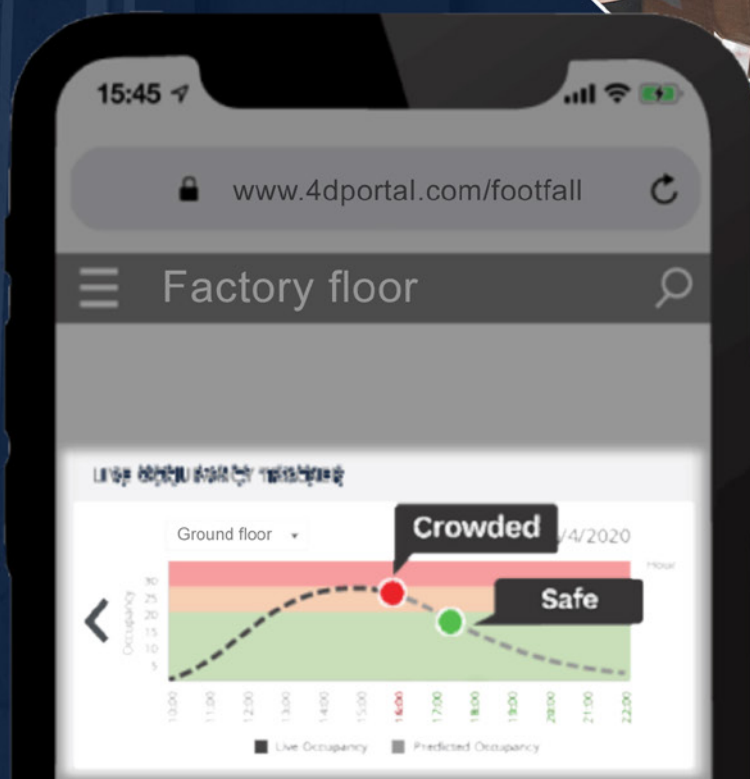 15:45
www.4dportal.com/footfall
Factory floor
Ground floor
Crowded
/4/2020
Hour
Safe
Occupancy
30
25
20
15
10
5
10:00 11:00 12:00 13:00 14:00 15:00 16:00 17:00 18:00 19:00 20:00 21:00 22:00
Live Occupancy Predicted Occupancy